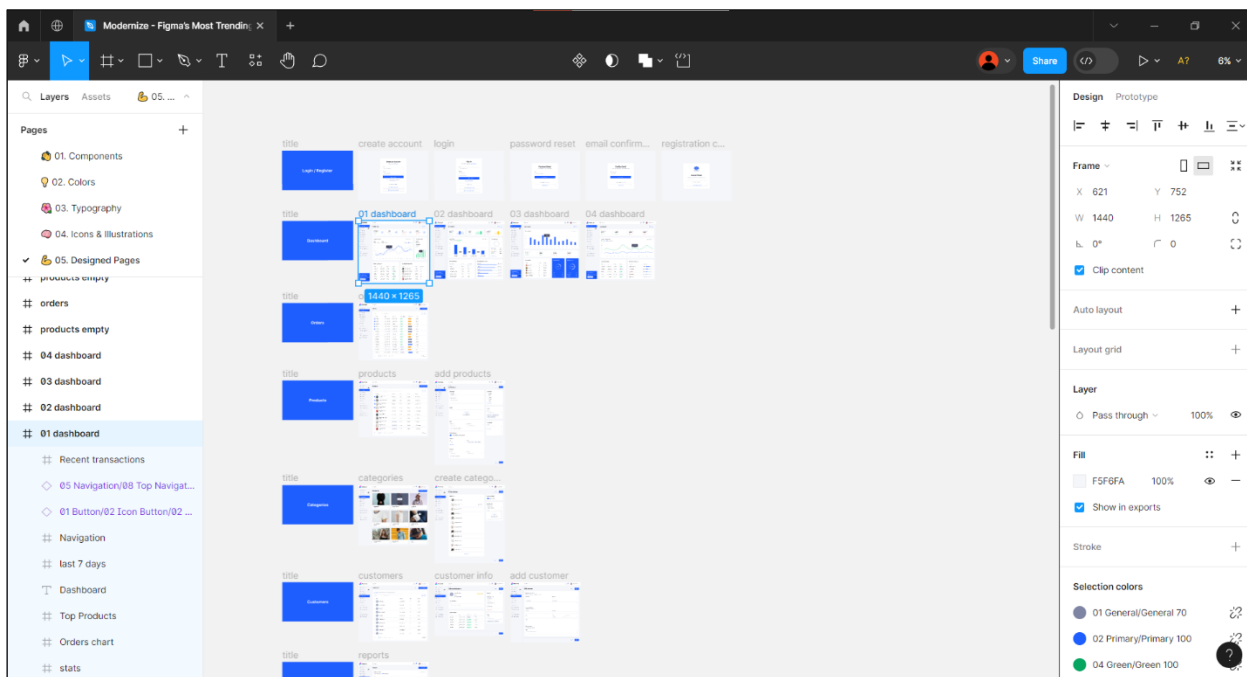 Modernize - Figma's Most Trending
Share
A?
6%
Layers
Assets
05. ...
Pages
01. Components
02. Colors
03. Typography
04. Icons & Illustrations
05. Designed Pages
products empty
orders
products empty
04 dashboard
03 dashboard
02 dashboard
01 dashboard
Recent transactions
05 Navigation/08 Top Navigat...
01 Button/02 Icon Button/02 ...
Navigation
last 7 days
Dashboard
Top Products
Orders chart
stats
title
create account
login
password reset
email confirm...
registration c...
Login / Register
title
01 dashboard
02 dashboard
03 dashboard
04 dashboard
Dashboard
1440 × 1265
title
Orders
title
products
add products
Products
title
categories
create catego...
Categories
title
customers
customer info
add customer
Customers
title
reports
Design
Prototype
Frame
X 621
Y 752
W 1440
H 1265
0°
0
Clip content
Auto layout
Layout grid
Layer
Pass through
100%
Fill
F5F6FA
100%
Show in exports
Stroke
Selection colors
01 General/General 70
02 Primary/Primary 100
04 Green/Green 100
?